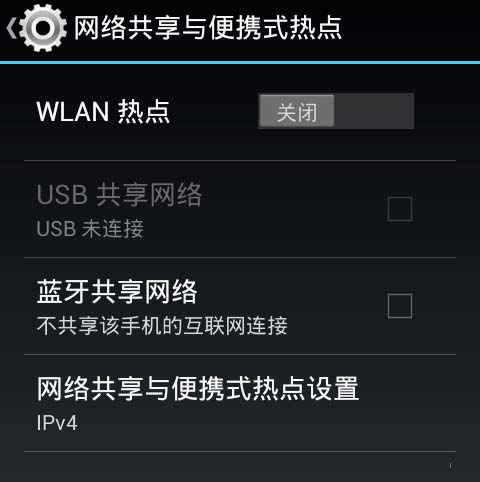 网络共享与便携式热点
WLAN 热点
关闭
USB 共享网络
USB 未连接
蓝牙共享网络
不共享该手机的互联网连接
网络共享与便携式热点设置
IPv4